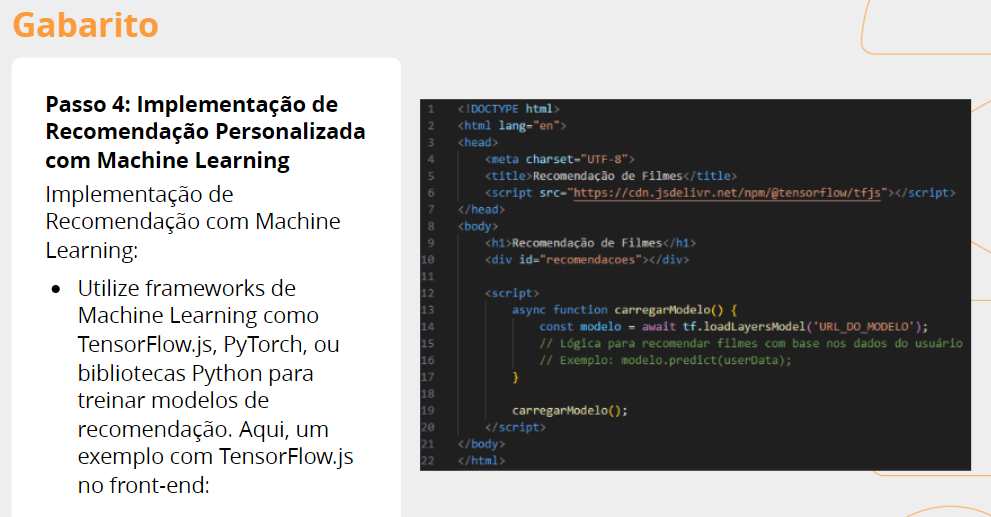 Gabarito
Passo 4: Implementação de
Recomendação Personalizada
com Machine Learning
Implementação de
Recomendação com Machine
Learning:
• Utilize frameworks de
Machine Learning como
TensorFlow.js, PyTorch, ou
bibliotecas Python para
treinar modelos de
recomendação. Aqui, um
exemplo com TensorFlow.js
no front-end:
1 <!DOCTYPE html>
2 <html lang="en">
3 <head>
4 <meta charset="UTF-8">
5 <title>Recomendação de Filmes</title>
6 <script src="https://cdn.jsdelivr.net/npm/@tensorflow/tfjs"></script>
7 </head>
8 <body>
9 <h1>Recomendação de Filmes</h1>
10 <div id="recomendacoes"></div>
11
12 <script>
13 async function carregarModelo() {
14 const modelo = await tf.loadLayersModel('URL_DO_MODELO');
15 // Lógica para recomendar filmes com base nos dados do usuário
16 // Exemplo: modelo.predict(userData);
17 }
18
19 carregarModelo();
20 </script>
21 </body>
22 </html>